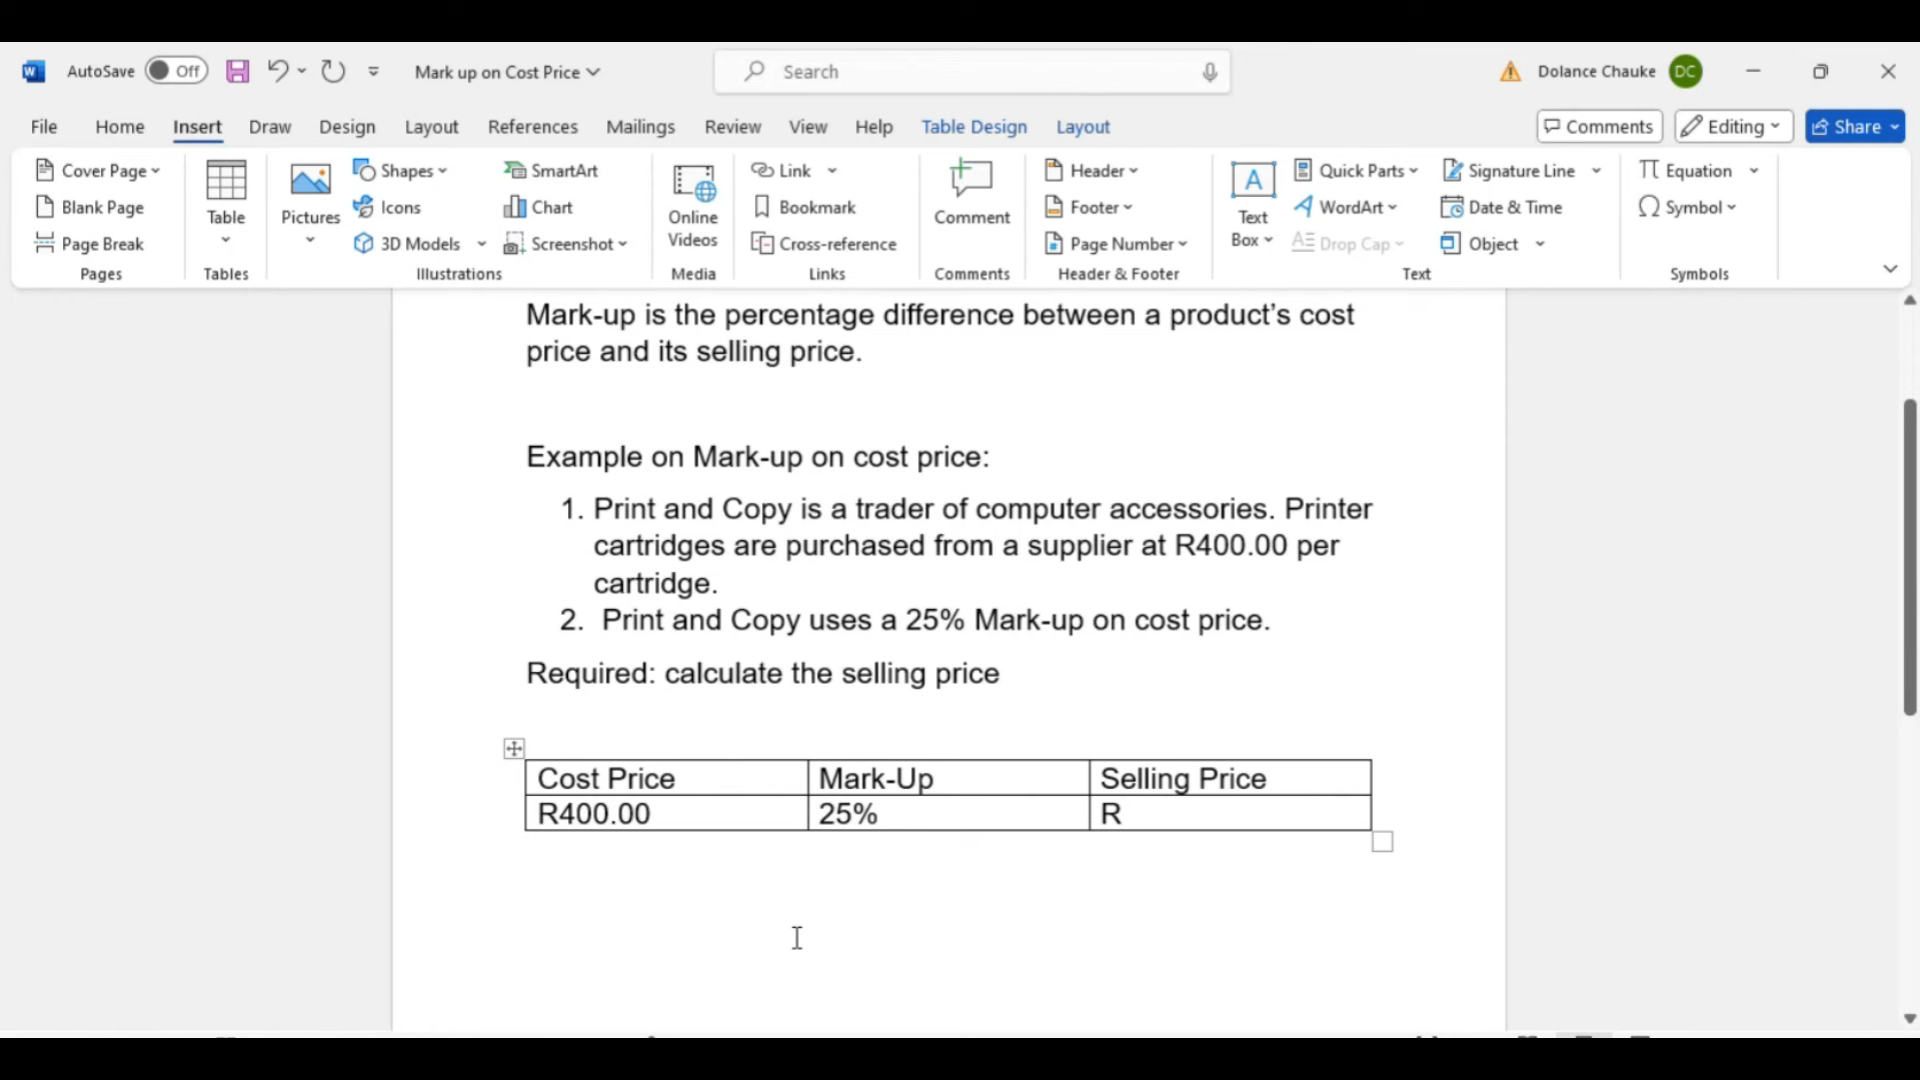 AutoSave Off Mark up on Cost Price Search Dolance Chauke DC
File Home Insert Draw Design Layout References Mailings Review View Help Table Design Layout Comments Editing Share
Cover Page Shapes SmartArt Link Header Quick Parts Signature Line Equation
Blank Page Icons Chart Bookmark Footer WordArt Date & Time Symbol
Table Pictures Online Comment Text
Page Break 3D Models Screenshot Videos Cross-reference Page Number Box Drop Cap Object
Pages Tables Illustrations Media Links Comments Header & Footer Text Symbols
Mark-up is the percentage difference between a product’s cost
price and its selling price.
Example on Mark-up on cost price:
1. Print and Copy is a trader of computer accessories. Printer
cartridges are purchased from a supplier at R400.00 per
cartridge.
2. Print and Copy uses a 25% Mark-up on cost price.
Required: calculate the selling price
Cost Price Mark-Up Selling Price
R400.00 25% R